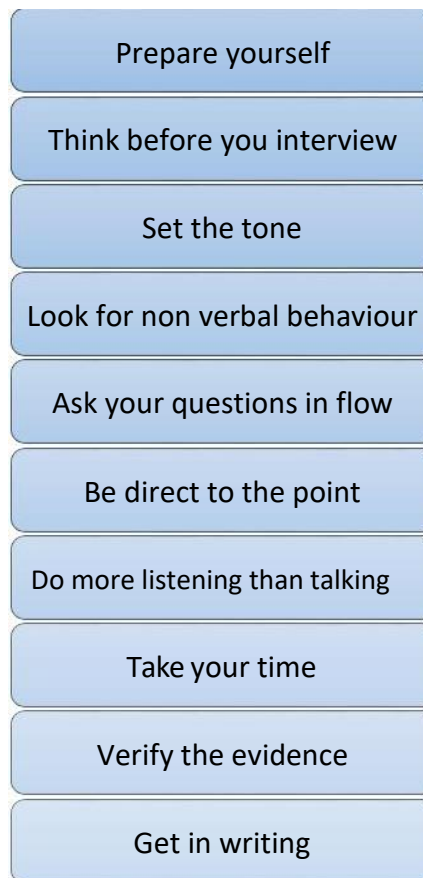 Prepare yourself
Think before you interview
Set the tone
Look for non verbal behaviour
Ask your questions in flow
Be direct to the point
Do more listening than talking
Take your time
Verify the evidence
Get in writing